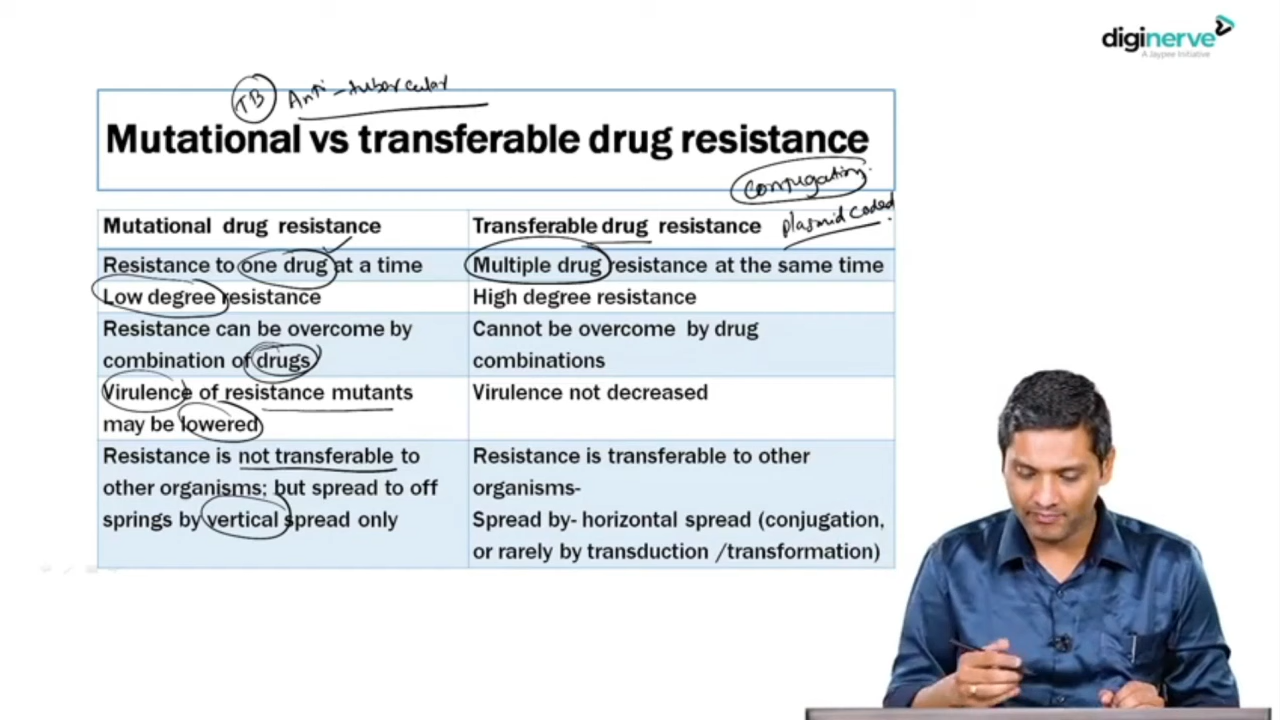 diginerve
A Jaypee Initiative
TB Anti-tubercular
Mutational vs transferable drug resistance
Conjugation
plasmid coded
Mutational drug resistance
Transferable drug resistance
Resistance to one drug at a time
Multiple drug resistance at the same time
Low degree resistance
High degree resistance
Resistance can be overcome by
combination of drugs
Cannot be overcome by drug
combinations
Virulence of resistance mutants
may be lowered
Virulence not decreased
Resistance is not transferable to
other organisms; but spread to off
springs by vertical spread only
Resistance is transferable to other
organisms-
Spread by- horizontal spread (conjugation,
or rarely by transduction /transformation)